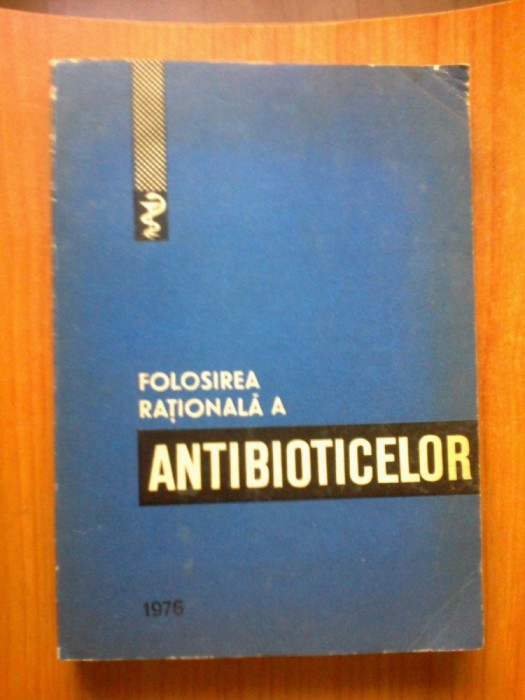 FOLOSIREA
RAȚIONALĂ A
ANTIBIOTICELOR
1976